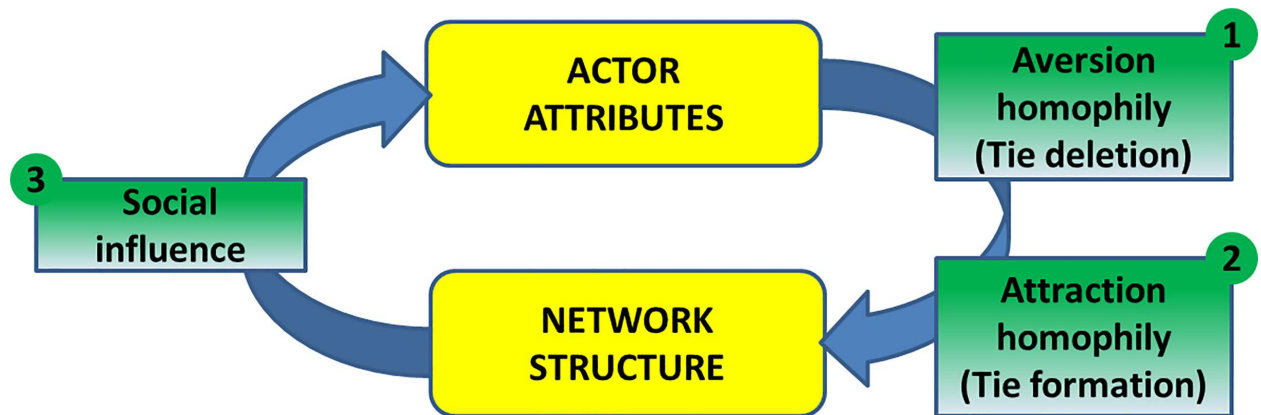 ACTOR
ATTRIBUTES
1
Aversion
homophily
(Tie deletion)
2
Attraction
homophily
(Tie formation)
NETWORK
STRUCTURE
3
Social
influence